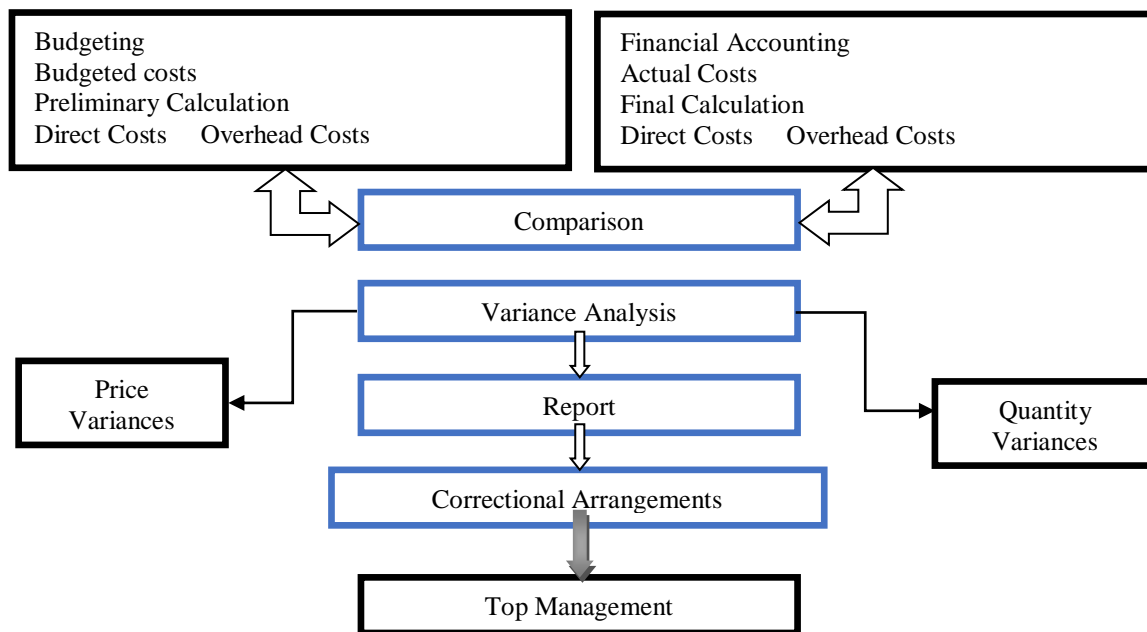 Budgeting
Budgeted costs
Preliminary Calculation
Direct Costs Overhead Costs
Financial Accounting
Actual Costs
Final Calculation
Direct Costs Overhead Costs
Comparison
Variance Analysis
Price
Variances
Report
Quantity
Variances
Correctional Arrangements
Top Management